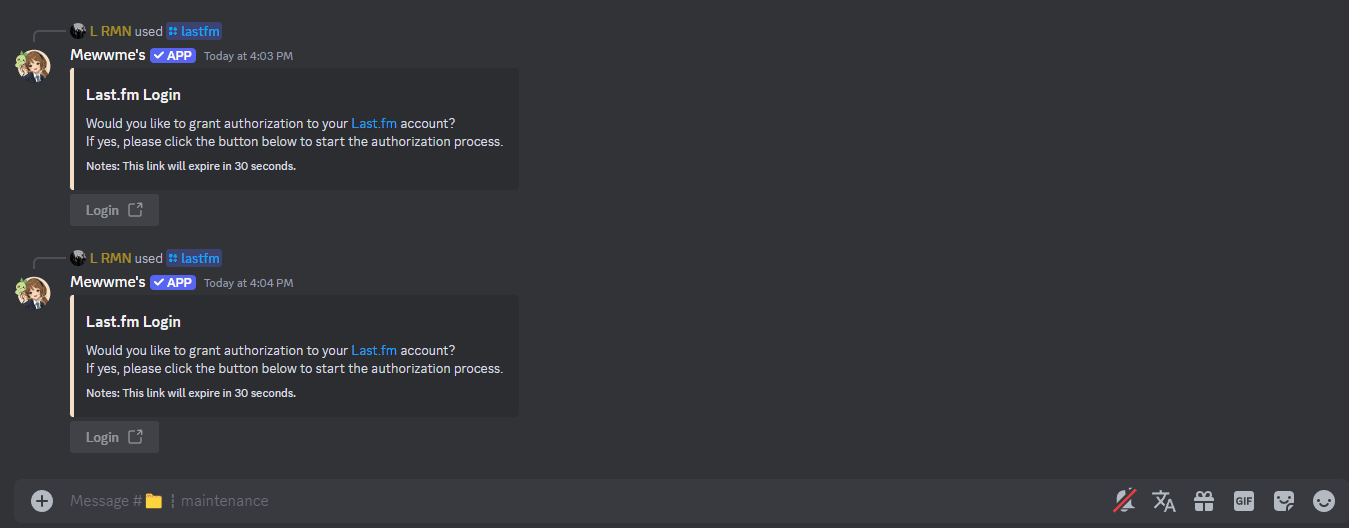 L RMN used lastfm
Mewwme's APP Today at 4:03 PM
Last.fm Login
Would you like to grant authorization to your Last.fm account?
If yes, please click the button below to start the authorization process.
Notes: This link will expire in 30 seconds.
Login
L RMN used lastfm
Mewwme's APP Today at 4:04 PM
Last.fm Login
Would you like to grant authorization to your Last.fm account?
If yes, please click the button below to start the authorization process.
Notes: This link will expire in 30 seconds.
Login
Message #📁┆maintenance GIF